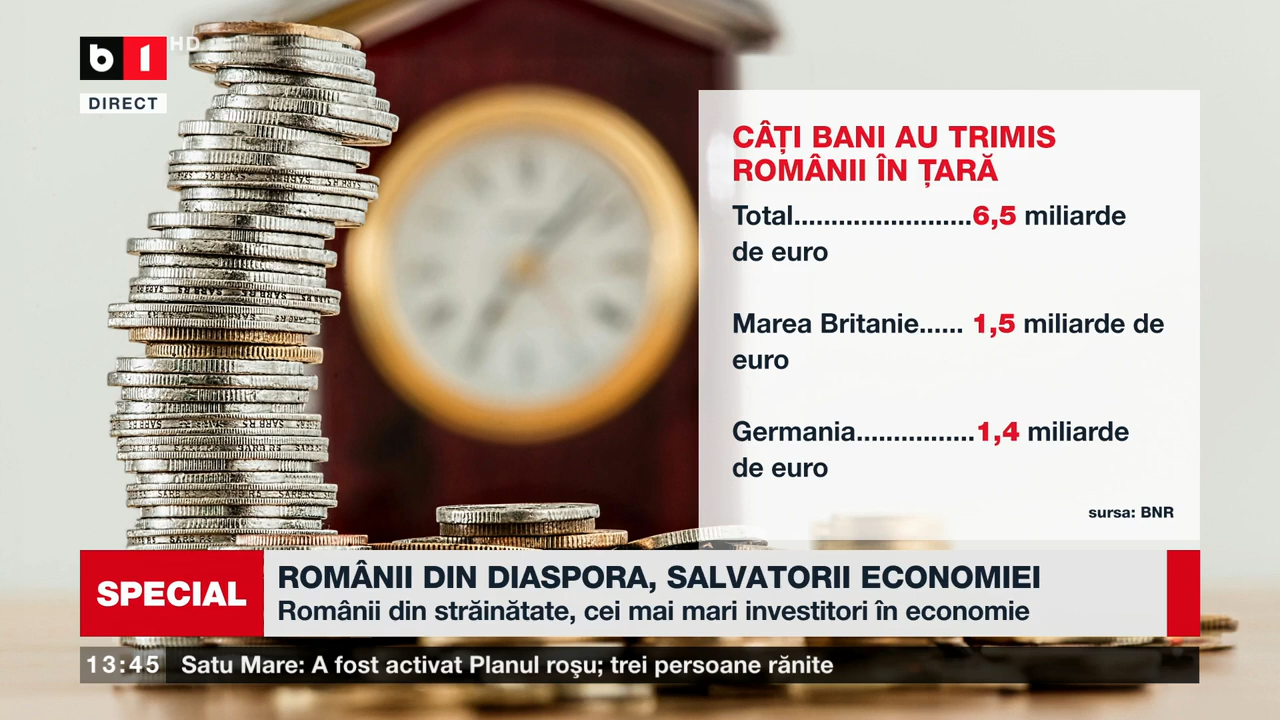 b1 HD
DIRECT
CÂȚI BANI AU TRIMIS
ROMÂNII ÎN ȚARĂ
Total........................6,5 miliarde
de euro
Marea Britanie...... 1,5 miliarde de
euro
Germania................1,4 miliarde
de euro
sursa: BNR
SPECIAL
ROMÂNII DIN DIASPORA, SALVATORII ECONOMIEI
Românii din străinătate, cei mai mari investitori în economie
13:45 Satu Mare: A fost activat Planul roşu; trei persoane rănite